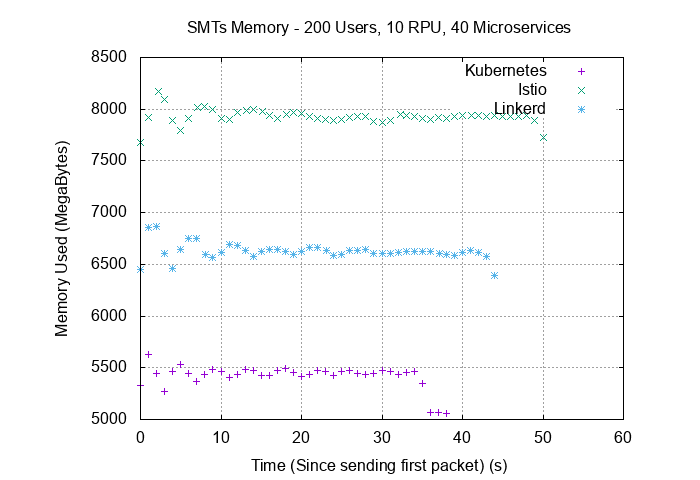 SMTs Memory - 200 Users, 10 RPU, 40 Microservices
8500
8000
7500
7000
6500
6000
5500
5000
Memory Used (MegaBytes)
Kubernetes
Istio
Linkerd
0 10 20 30 40 50 60
Time (Since sending first packet) (s)